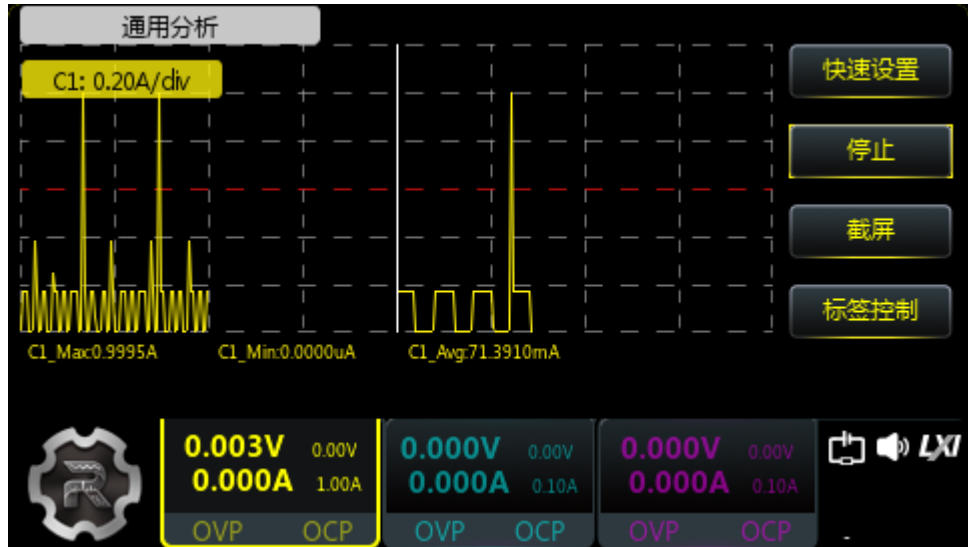 通用分析
C1: 0.20A/div
快速设置
停止
截屏
标签控制
C1_Max:0.9995A C1_Min:0.0000uA C1_Avg:71.3910mA
0.003V 0.00V 0.000V 0.00V 0.000V 0.00V
0.000A 1.00A 0.000A 0.10A 0.000A 0.10A
OVP OCP OVP OCP OVP OCP
R
LXI